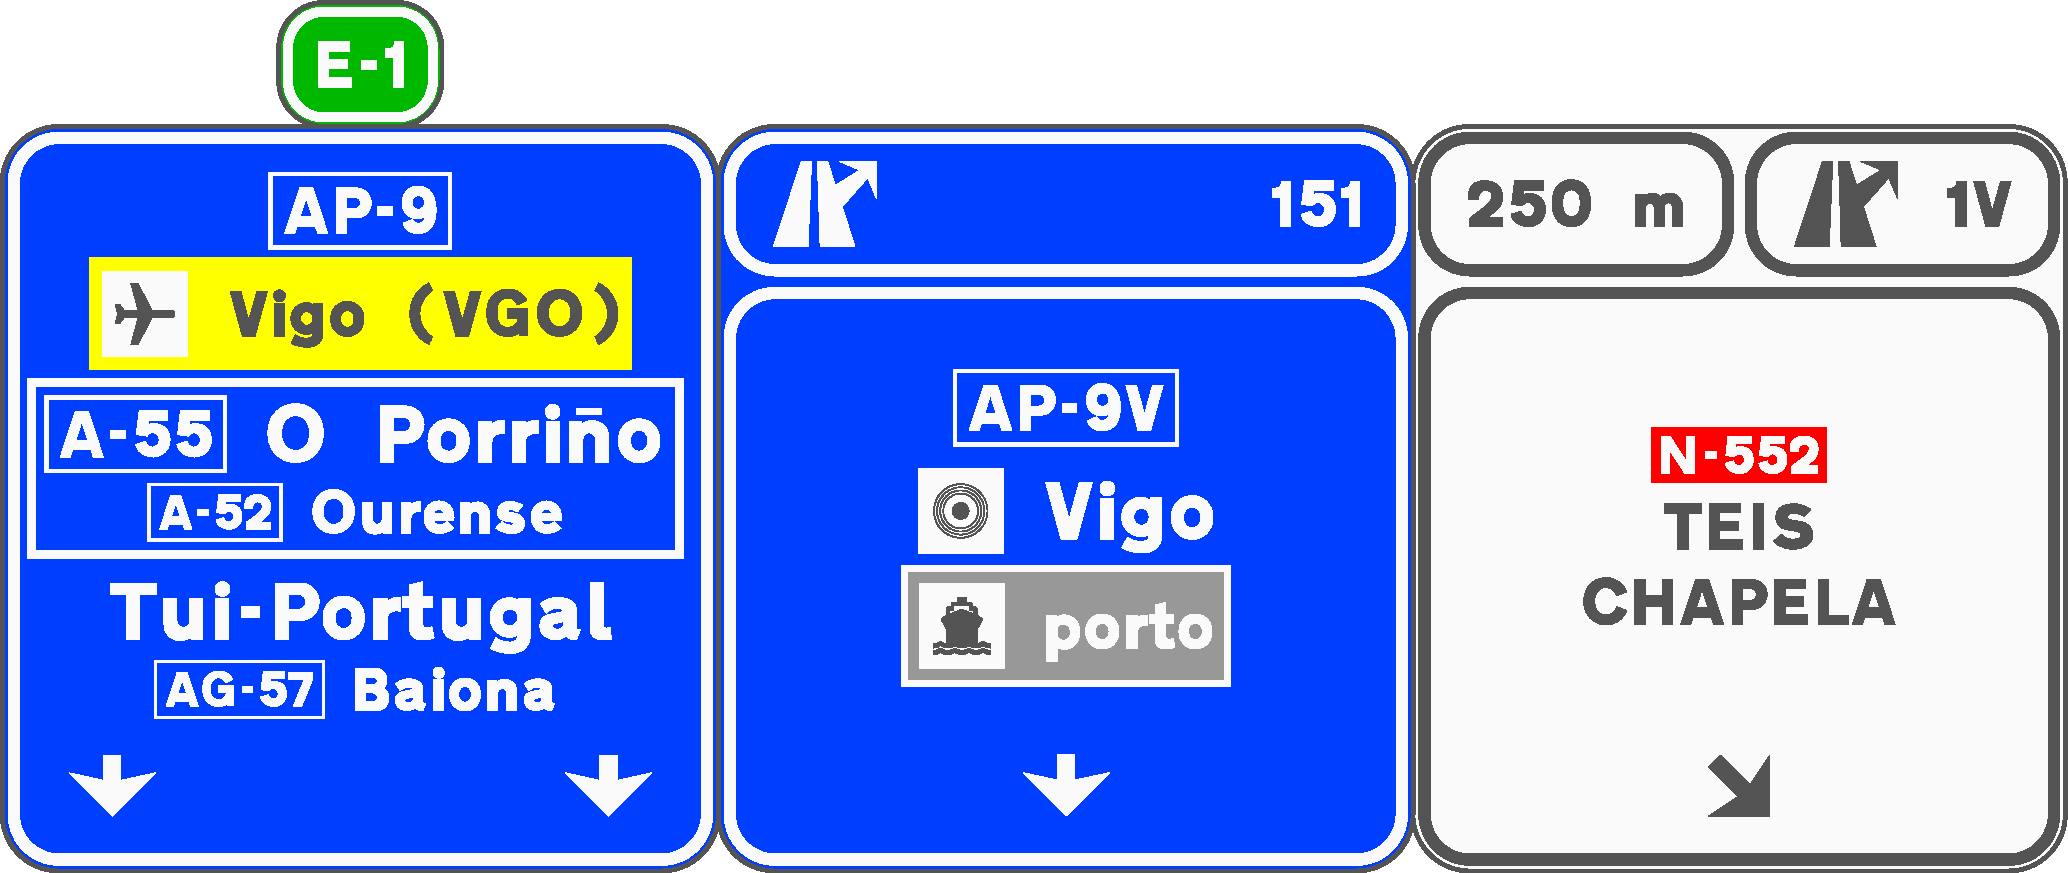 E-1
AP-9
Vigo (VGO)
A-55 O Porriño
A-52 Ourense
Tui-Portugal
AG-57 Baiona
151
AP-9V
Vigo
porto
250 m
1V
N-552
TEIS
CHAPELA